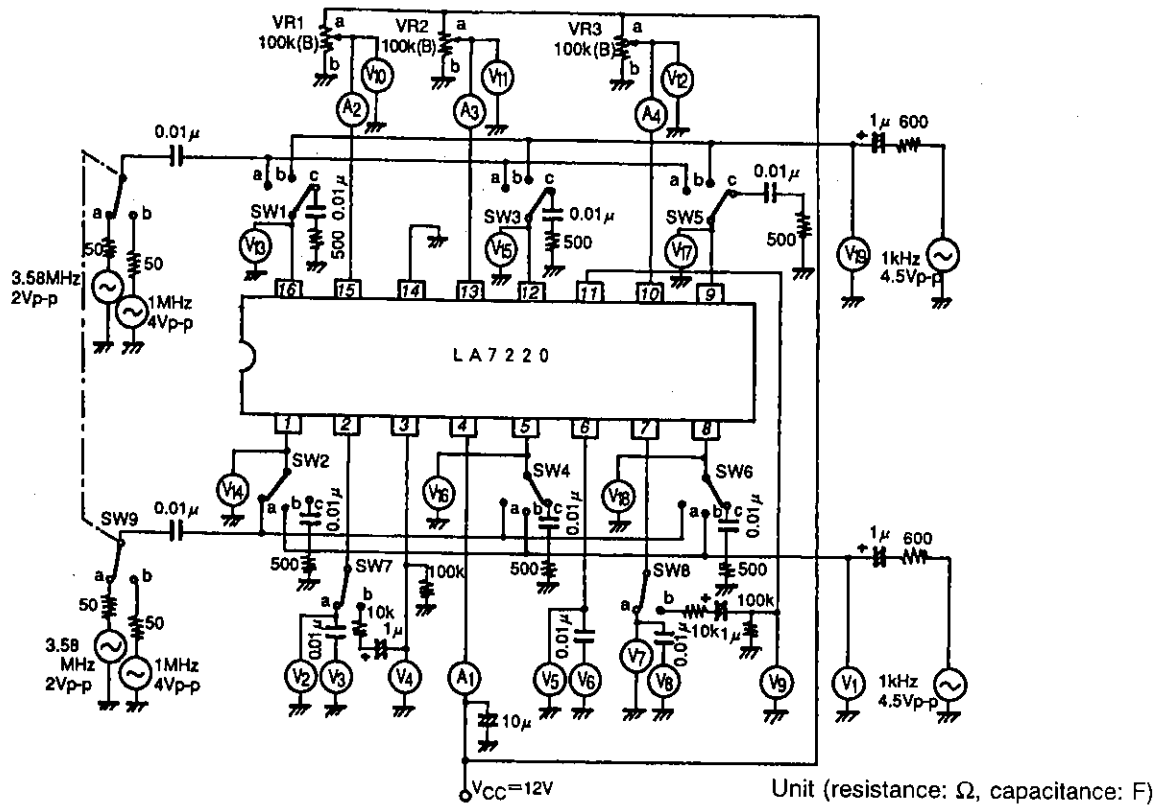 VR1
100k(B)
a
b
V10
A2
VR2
100k(B)
a
b
V11
A3
VR3
100k(B)
a
b
V12
A4
0.01μ
a b c
SW1
0.01μ
500
V13
a b c
SW3
0.01μ
500
V15
a b c
SW5
0.01μ
500
V17
+ 1μ 600
V19
1kHz
4.5Vp-p
a b
50
50
3.58MHz
2Vp-p
1MHz
4Vp-p
16 15 14 13 12 11 10 9
LA7220
1 2 3 4 5 6 7 8
V14
SW2
a b c
0.01μ
500
V16
SW4
a b c
0.01μ
500
V18
SW6
a b c
0.01μ
500
SW9
0.01μ
a b
50
50
3.58
MHz
2Vp-p
1MHz
4Vp-p
SW7
a b
0.01μ
10k
+ 1μ
100k
V2
V3
V4
A1
10μ
0.01μ
V5
V6
SW8
a b
0.01μ
+
10k 1μ
100k
V7
V8
V9
V1
+ 1μ 600
1kHz
4.5Vp-p
VCC=12V
Unit (resistance: Ω, capacitance: F)